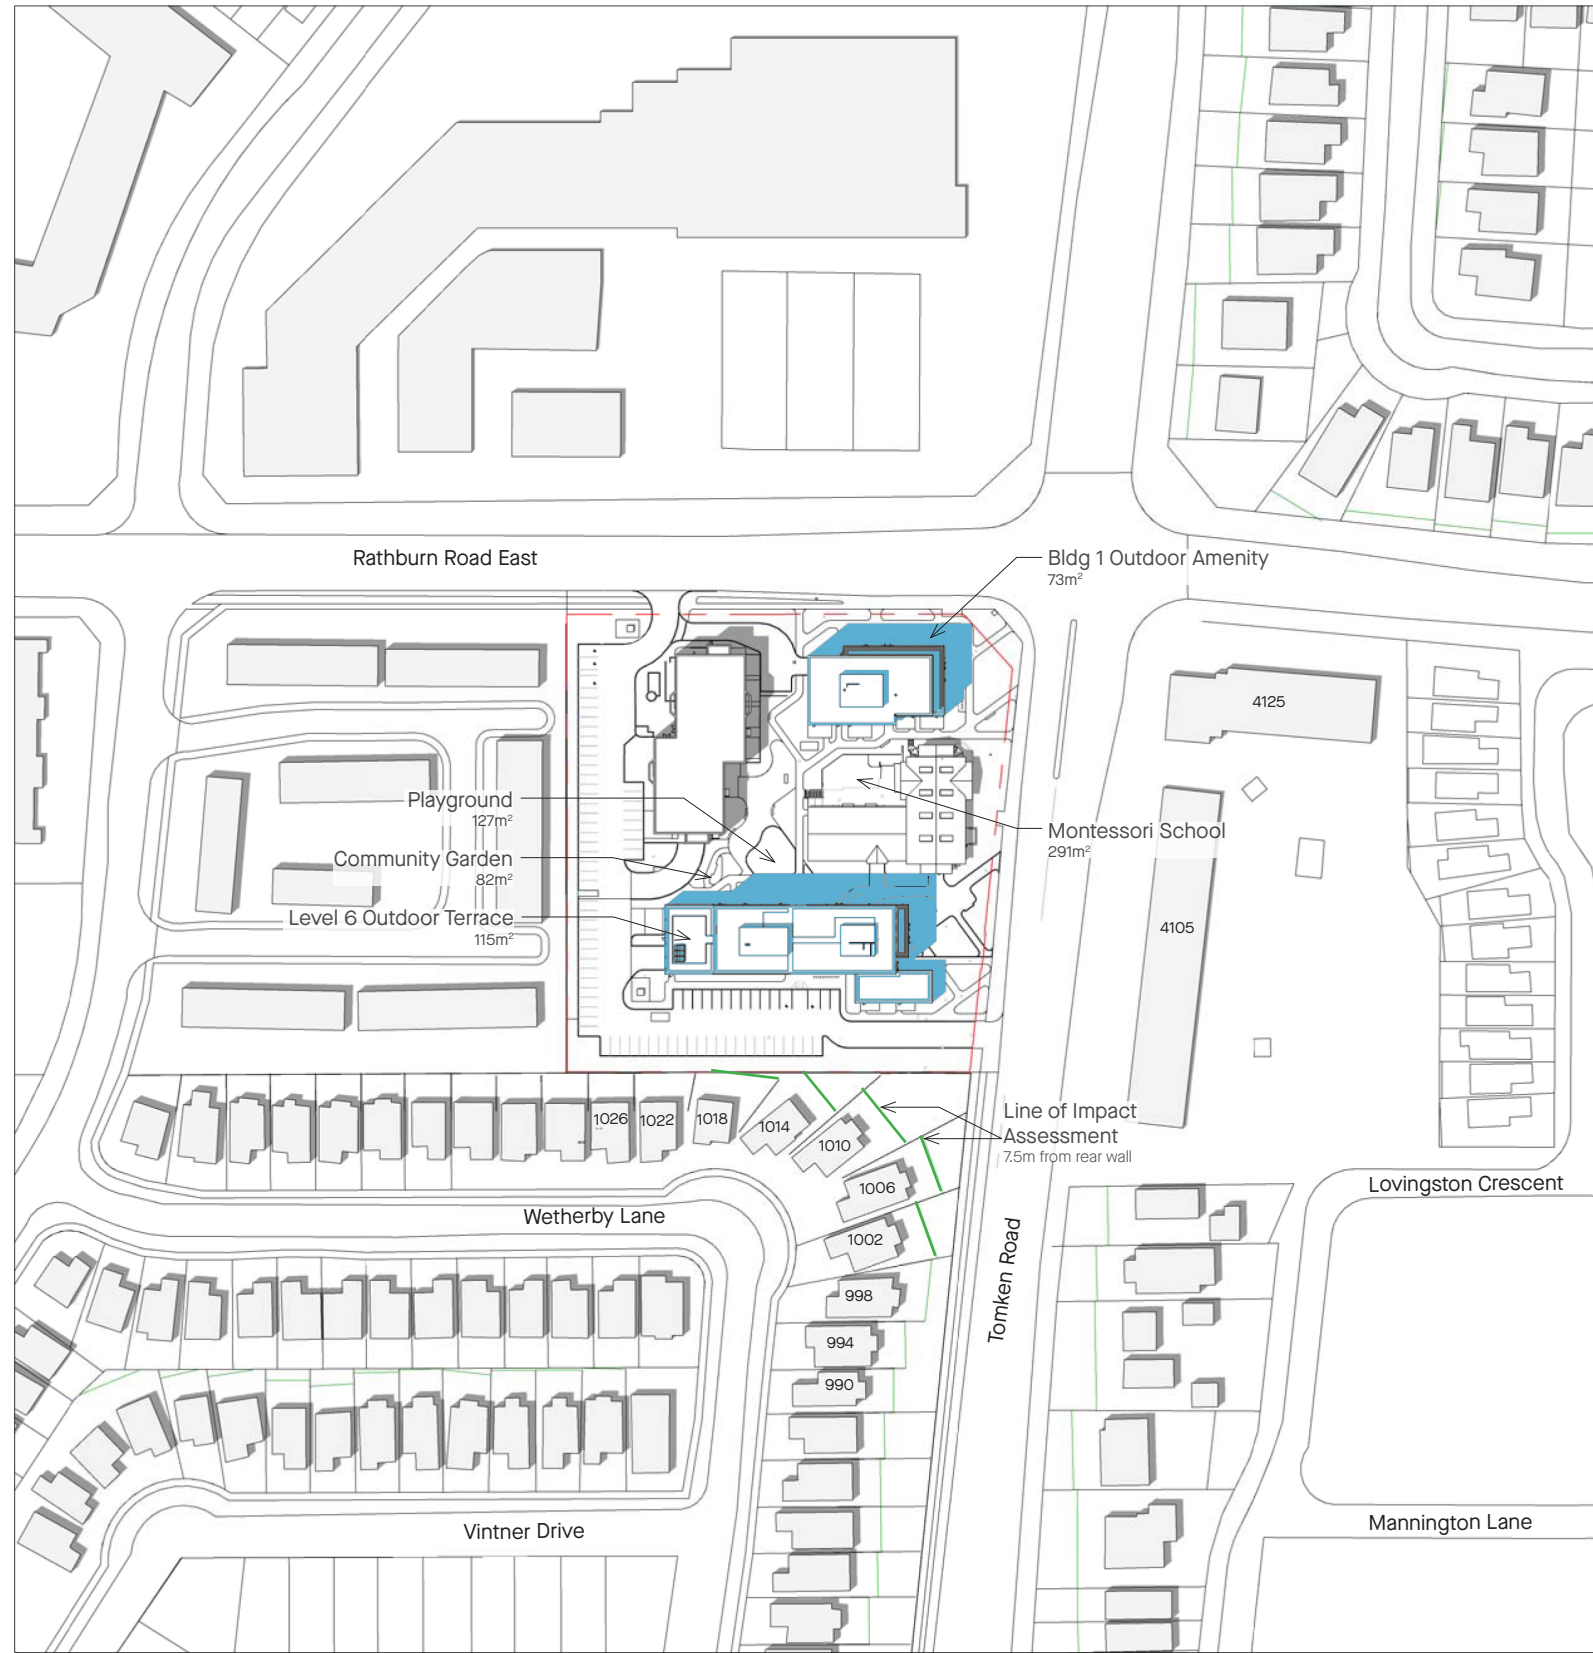 Rathburn Road East
Bldg 1 Outdoor Amenity
73m²
4125
Playground
127m²
Montessori School
291m²
Community Garden
82m²
Level 6 Outdoor Terrace
115m²
4105
Line of Impact
Assessment
7.5m from rear wall
1026
1022
1018
1014
1010
1006
1002
Lovingston Crescent
Wetherby Lane
Tomken Road
998
994
990
Vintner Drive
Mannington Lane